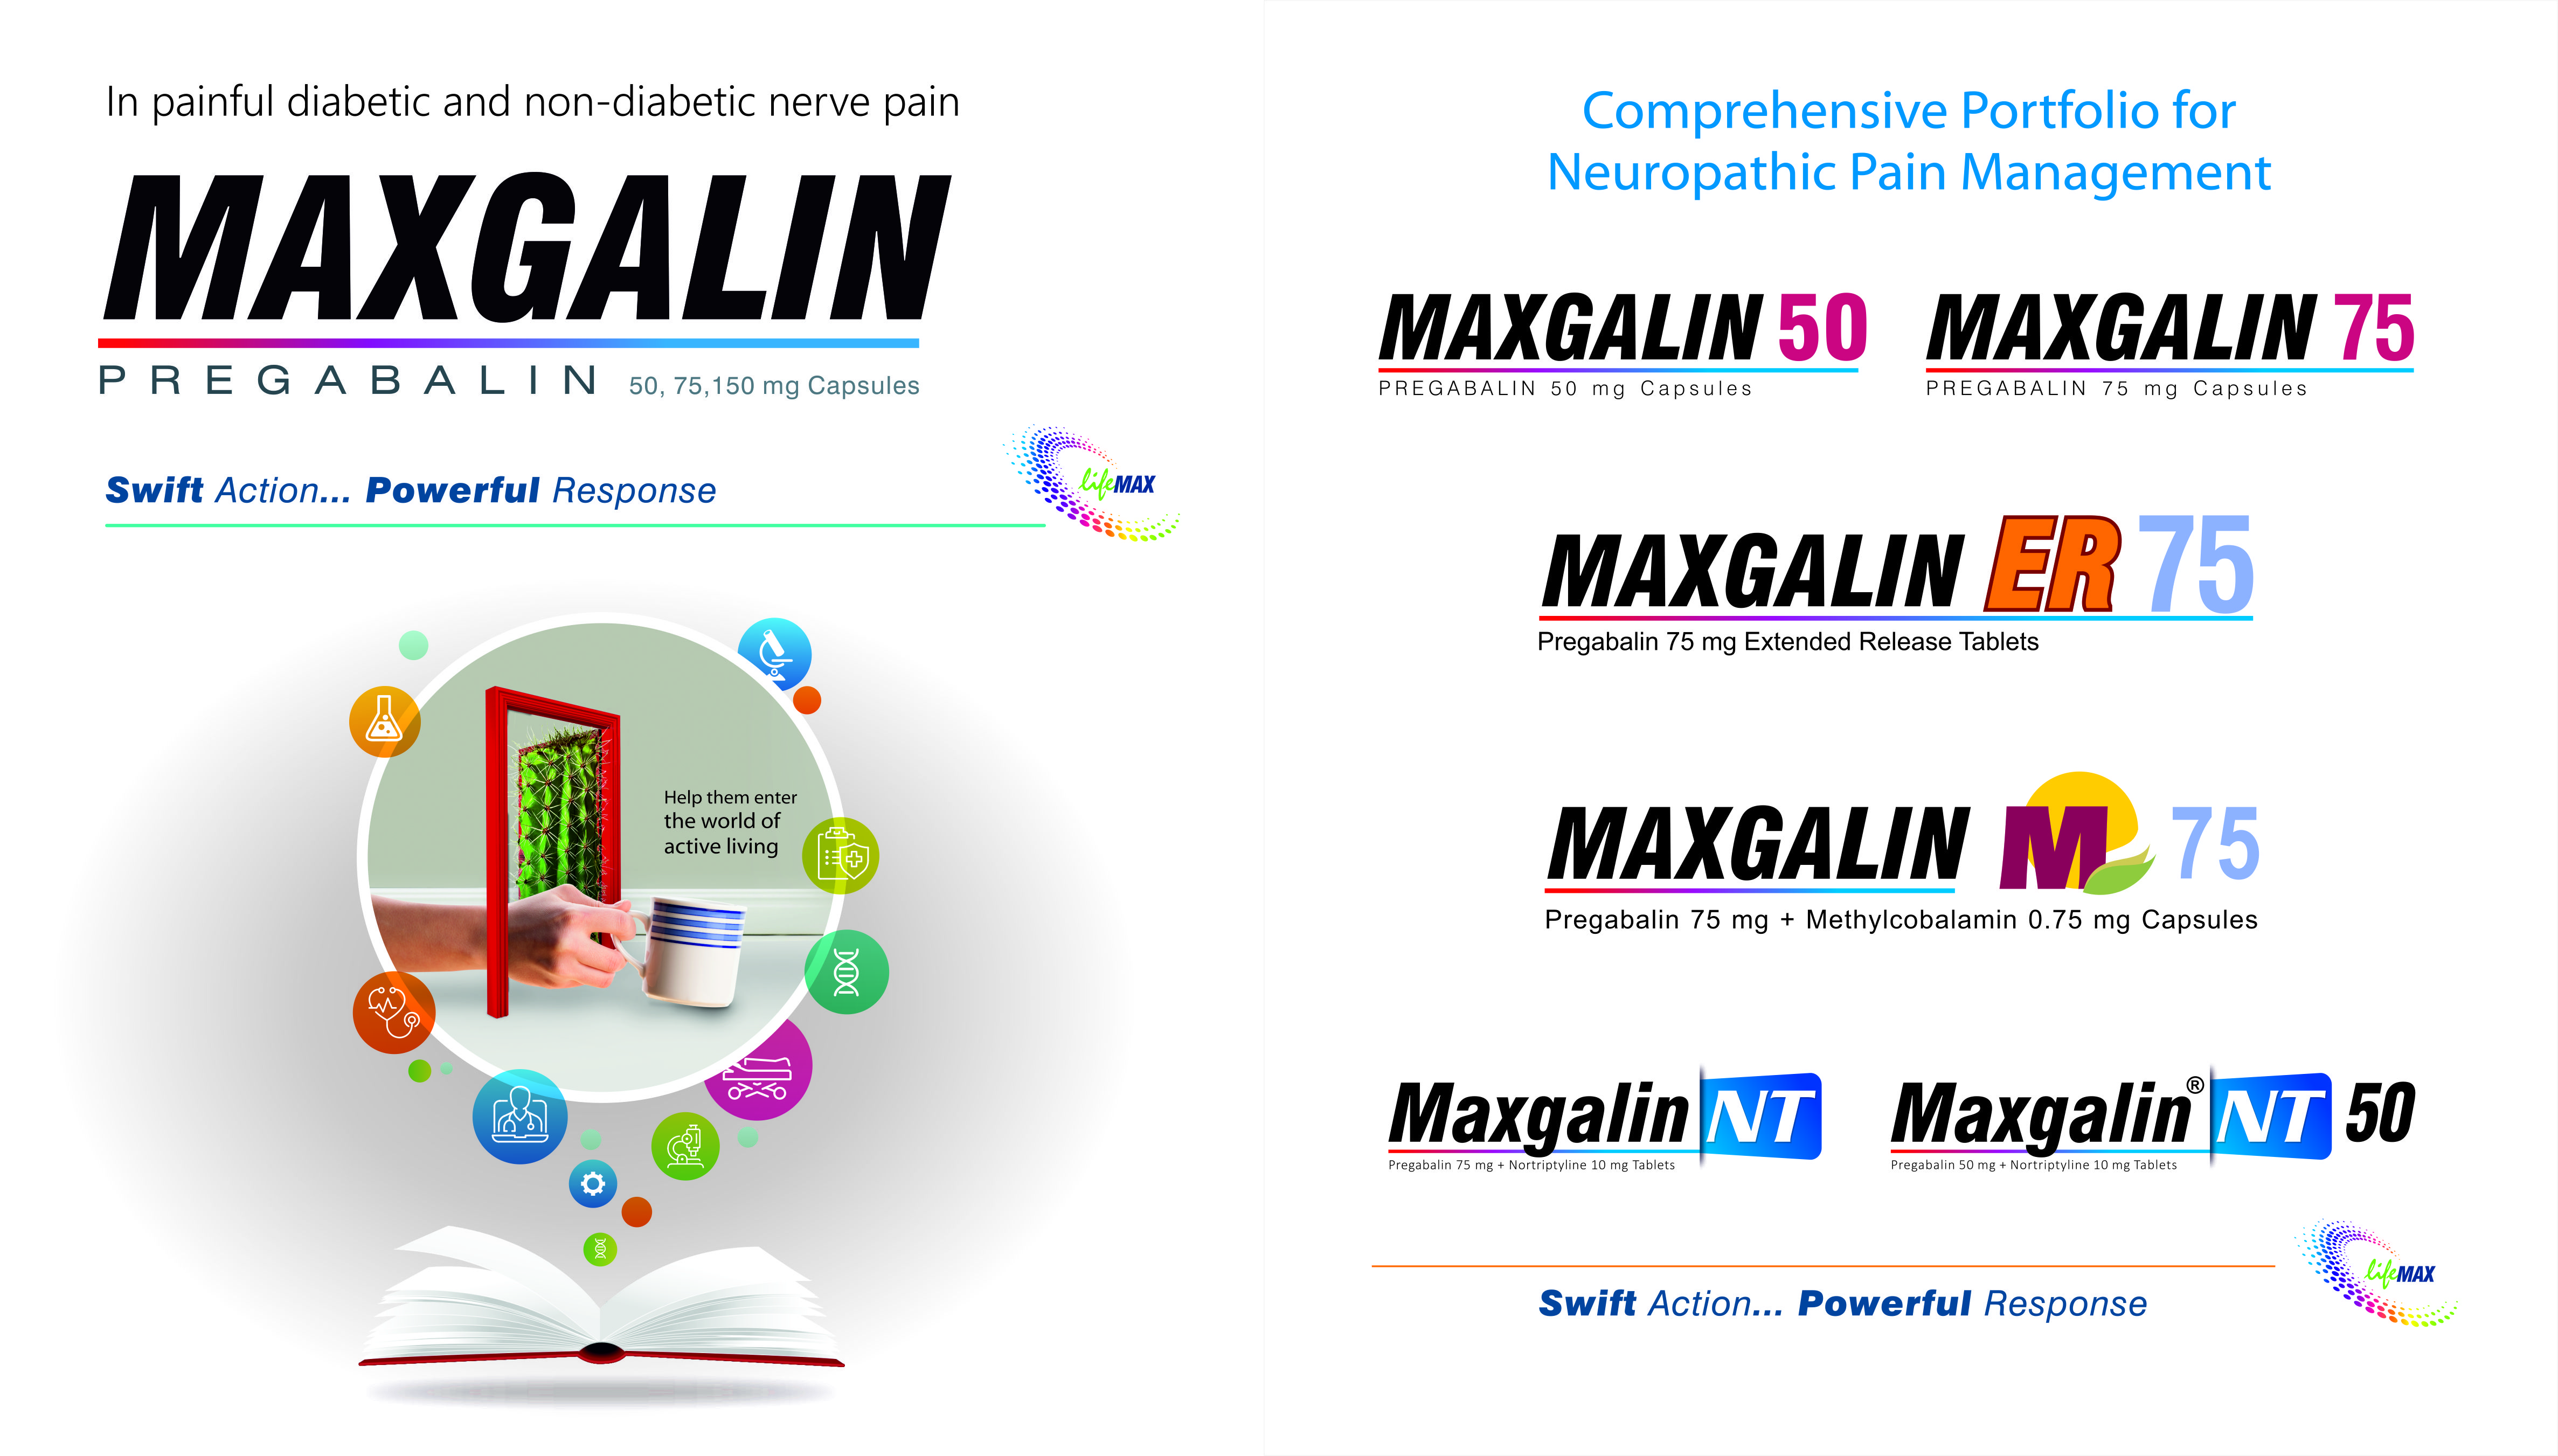 In painful diabetic and non-diabetic nerve pain
MAXGALIN
PREGABALIN 50, 75,150 mg Capsules
Swift Action... Powerful Response
lifeMAX
Help them enter
the world of
active living
Comprehensive Portfolio for
Neuropathic Pain Management
MAXGALIN 50
PREGABALIN 50 mg Capsules
MAXGALIN 75
PREGABALIN 75 mg Capsules
MAXGALIN ER 75
Pregabalin 75 mg Extended Release Tablets
MAXGALIN M 75
Pregabalin 75 mg + Methylcobalamin 0.75 mg Capsules
Maxgalin NT
Pregabalin 75 mg + Nortriptyline 10 mg Tablets
Maxgalin® NT 50
Pregabalin 50 mg + Nortriptyline 10 mg Tablets
lifeMAX
Swift Action... Powerful Response